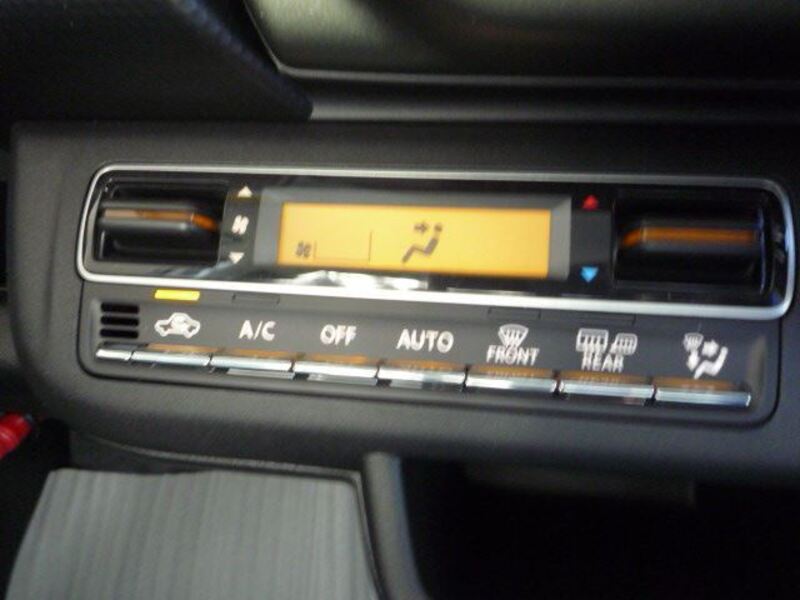 A/C OFF AUTO FRONT REAR